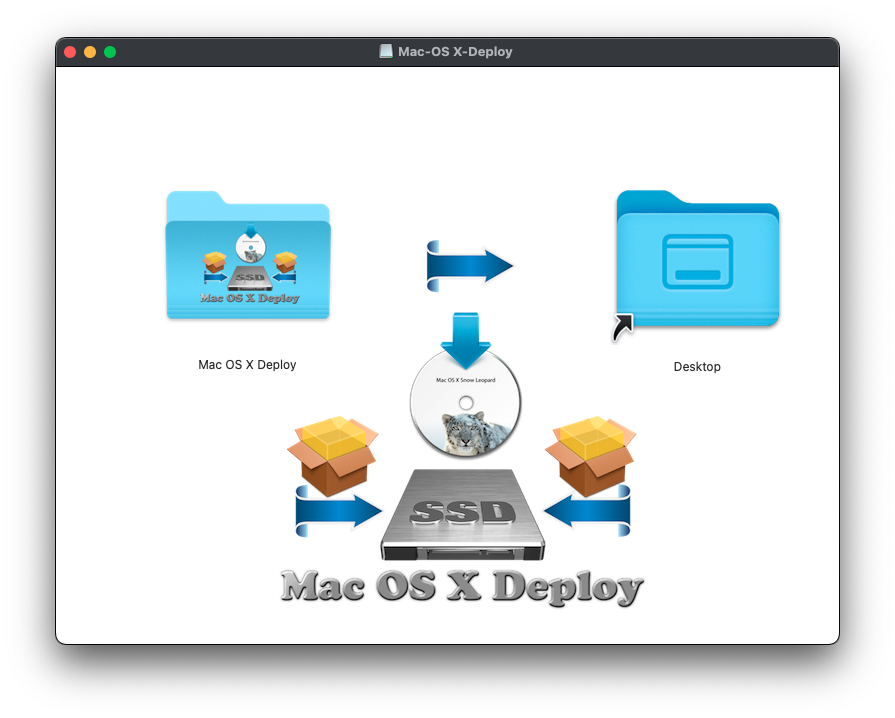 Mac-OS X-Deploy
SSD
Mac OS X Deploy
Mac OS X Deploy
Desktop
Mac OS X Snow Leopard
SSD
Mac OS X Deploy